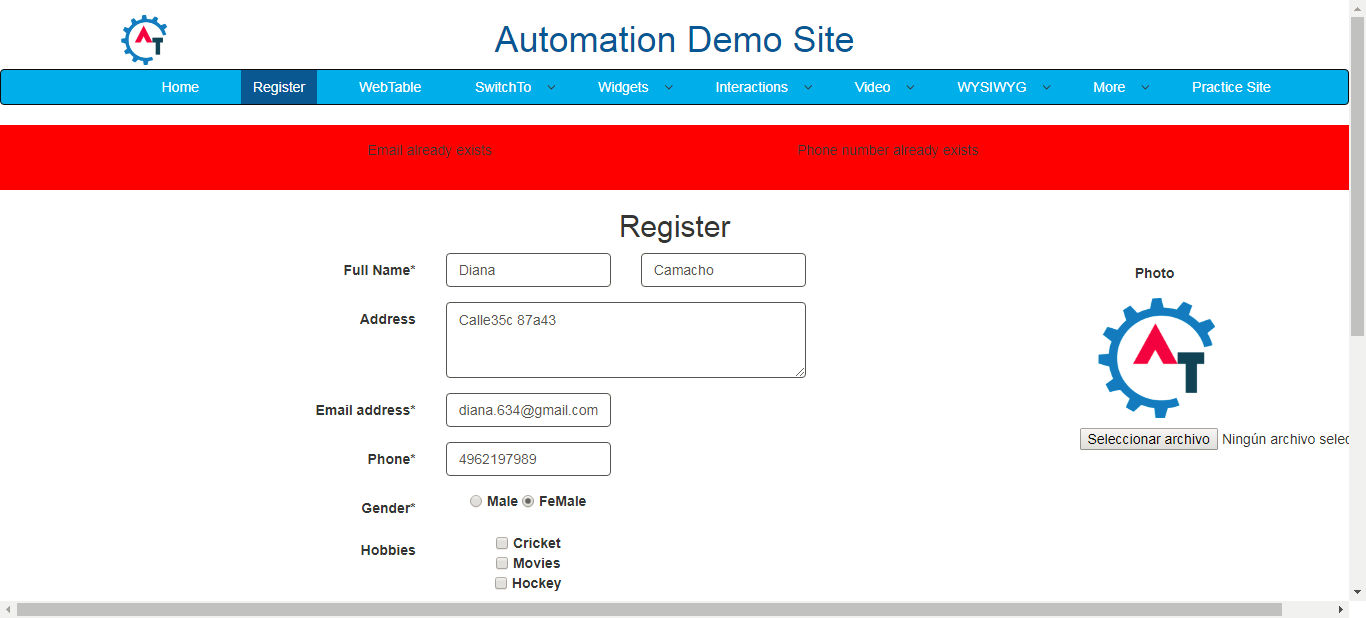 Automation Demo Site
Home Register WebTable SwitchTo Widgets Interactions Video WYSIWYG More Practice Site
Email already exists Phone number already exists
Register
Full Name* Diana Camacho
Photo
Address Calle35c 87a43
AT
Email address* diana.634@gmail.com
Seleccionar archivo Ningún archivo selec
Phone* 4962197989
Gender* Male FeMale
Hobbies Cricket
Movies
Hockey